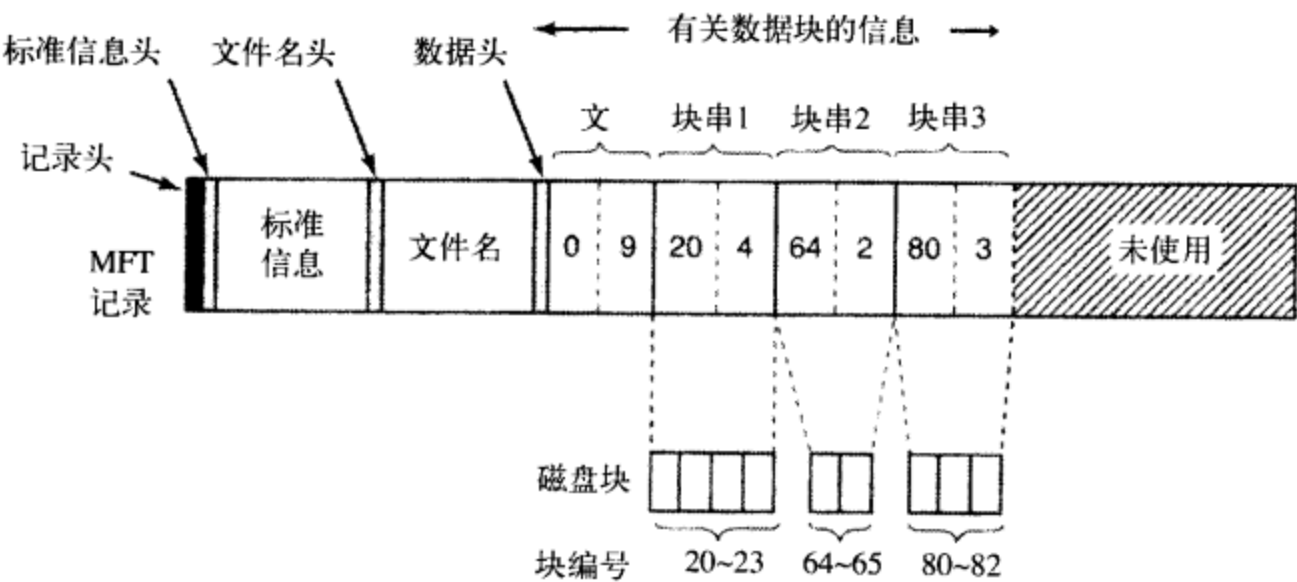 有关数据块的信息
标准信息头 文件名头 数据头
文 块串1 块串2 块串3
记录头
标准
信息 文件名 0 9 20 4 64 2 80 3 未使用
MFT
记录
磁盘块
块编号 20~23 64~65 80~82